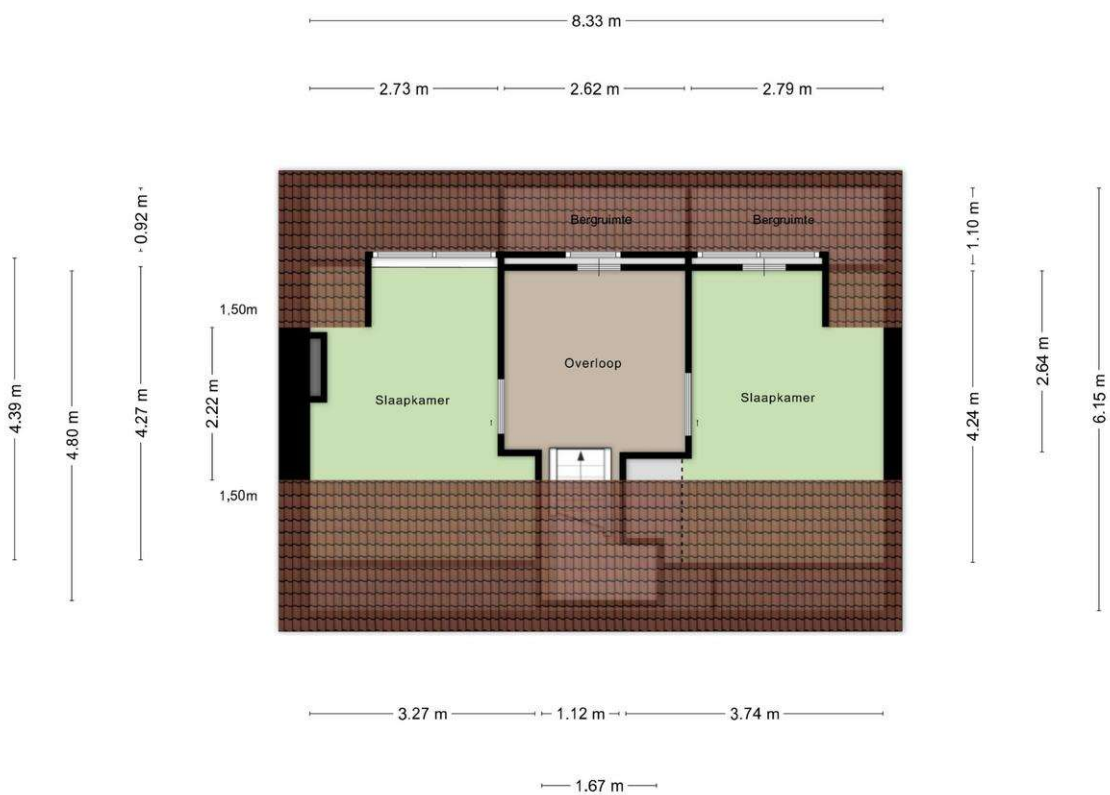 8.33 m
2.73 m
2.62 m
2.79 m
0.92 m
1.10 m
Bergruimte
Bergruimte
1,50m
4.39 m
4.80 m
4.27 m
2.22 m
Slaapkamer
Overloop
Slaapkamer
4.24 m
2.64 m
6.15 m
1,50m
3.27 m
1.12 m
3.74 m
1.67 m